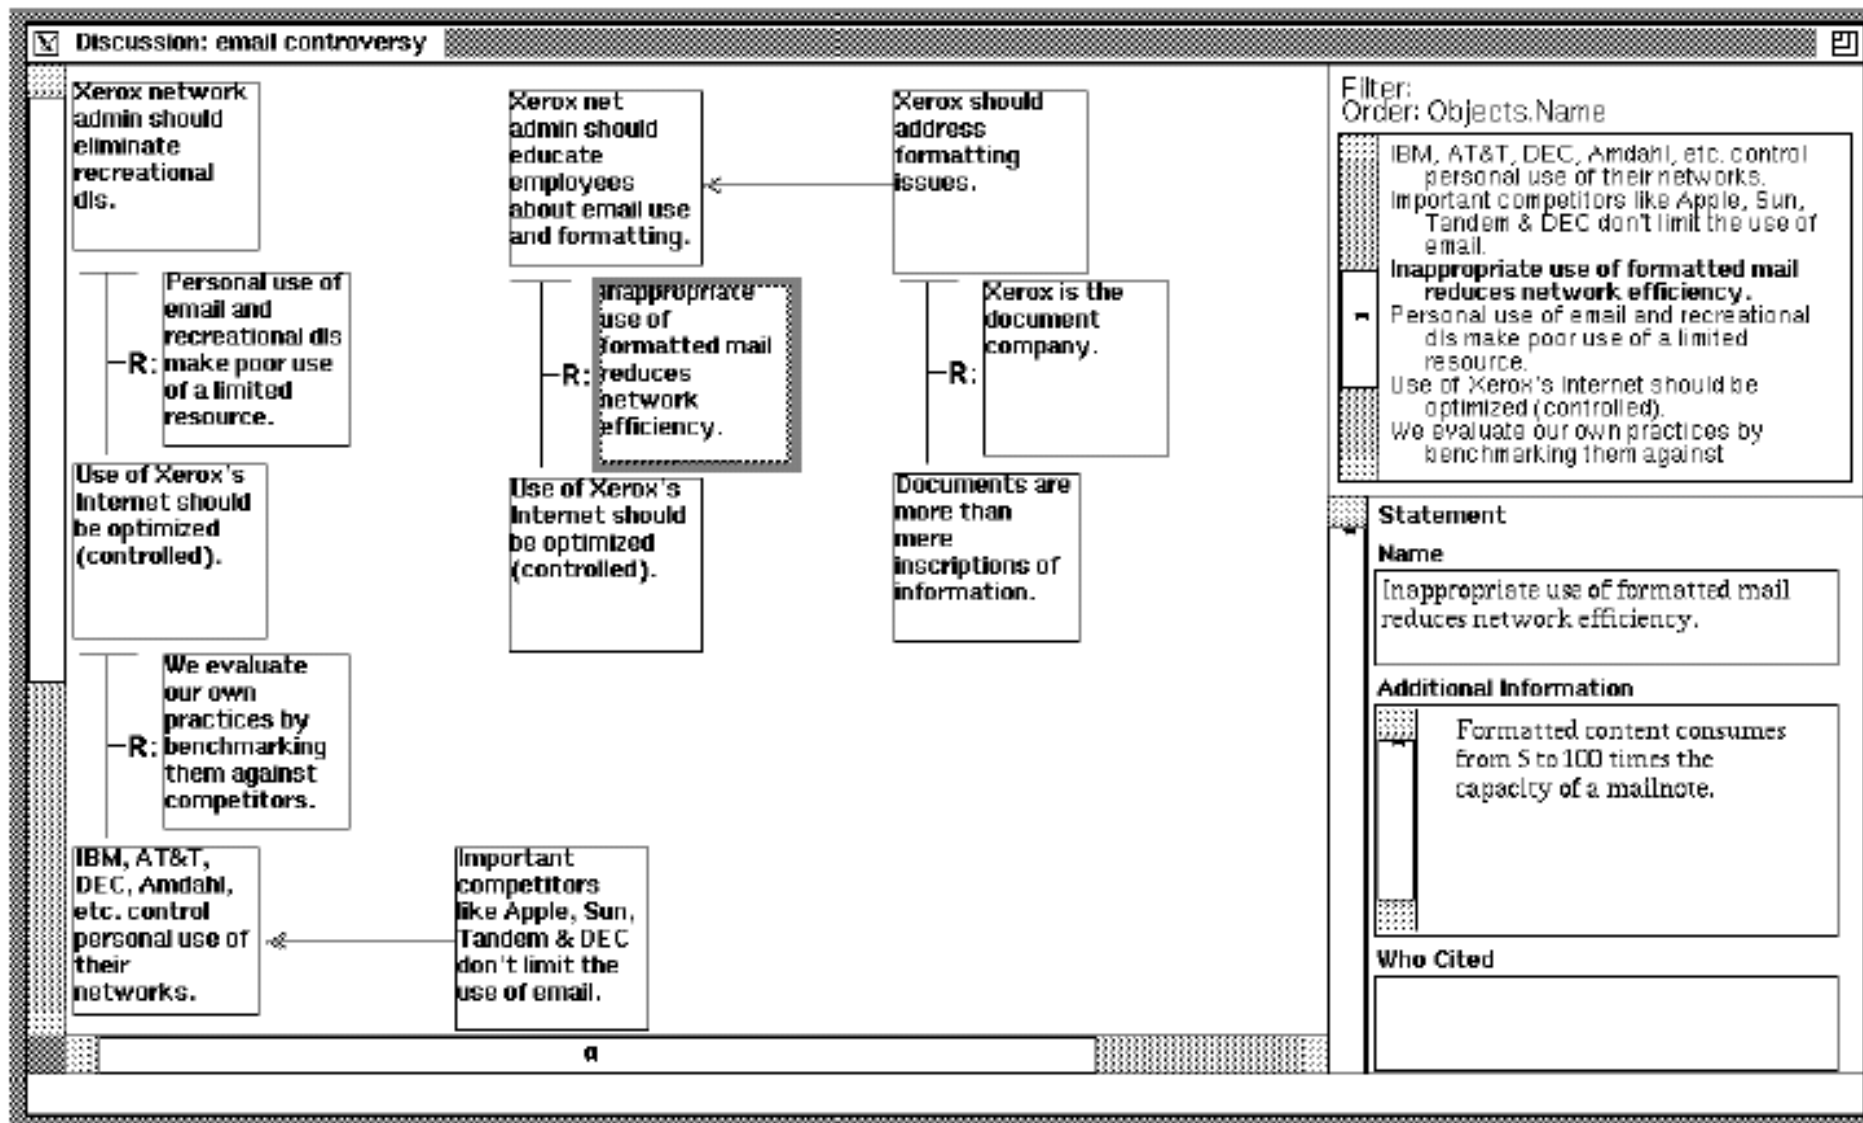 Discussion: email controversy
Xerox network
admin should
eliminate
recreational
dls.
Xerox net
admin should
educate
employees
about email use
and formatting.
Xerox should
address
formatting
issues.
R:
Personal use of
email and
recreational dls
make poor use
of a limited
resource.
R:
Inappropriate
use of
formatted mail
reduces
network
efficiency.
R:
Xerox is the
document
company.
Use of Xerox's
Internet should
be optimized
(controlled).
Use of Xerox's
Internet should
be optimized
(controlled).
Documents are
more than
mere
inscriptions of
information.
R:
We evaluate
our own
practices by
benchmarking
them against
competitors.
IBM, AT&T,
DEC, Amdahl,
etc. control
personal use of
their
networks.
Important
competitors
like Apple, Sun,
Tandem & DEC
don't limit the
use of email.
Filter:
Order: Objects.Name
IBM, AT&T, DEC, Amdahl, etc. control
personal use of their networks.
Important competitors like Apple, Sun,
Tandem & DEC don't limit the use of
email.
Inappropriate use of formatted mail
reduces network efficiency.
Personal use of email and recreational
dls make poor use of a limited
resource.
Use of Xerox's Internet should be
optimized (controlled).
We evaluate our own practices by
benchmarking them against
Statement
Name
Inappropriate use of formatted mail
reduces network efficiency.
Additional Information
Formatted content consumes
from 5 to 100 times the
capacity of a mailnote.
Who Cited